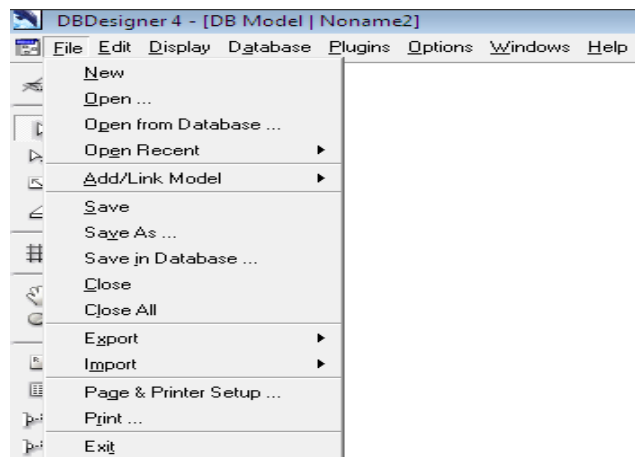 DBDesigner 4 - [DB Model | Noname2]
File Edit Display Database Plugins Options Windows Help
New
Open ...
Open from Database ...
Open Recent
Add/Link Model
Save
Save As ...
Save in Database ...
Close
Close All
Export
Import
Page & Printer Setup ...
Print ...
Exit